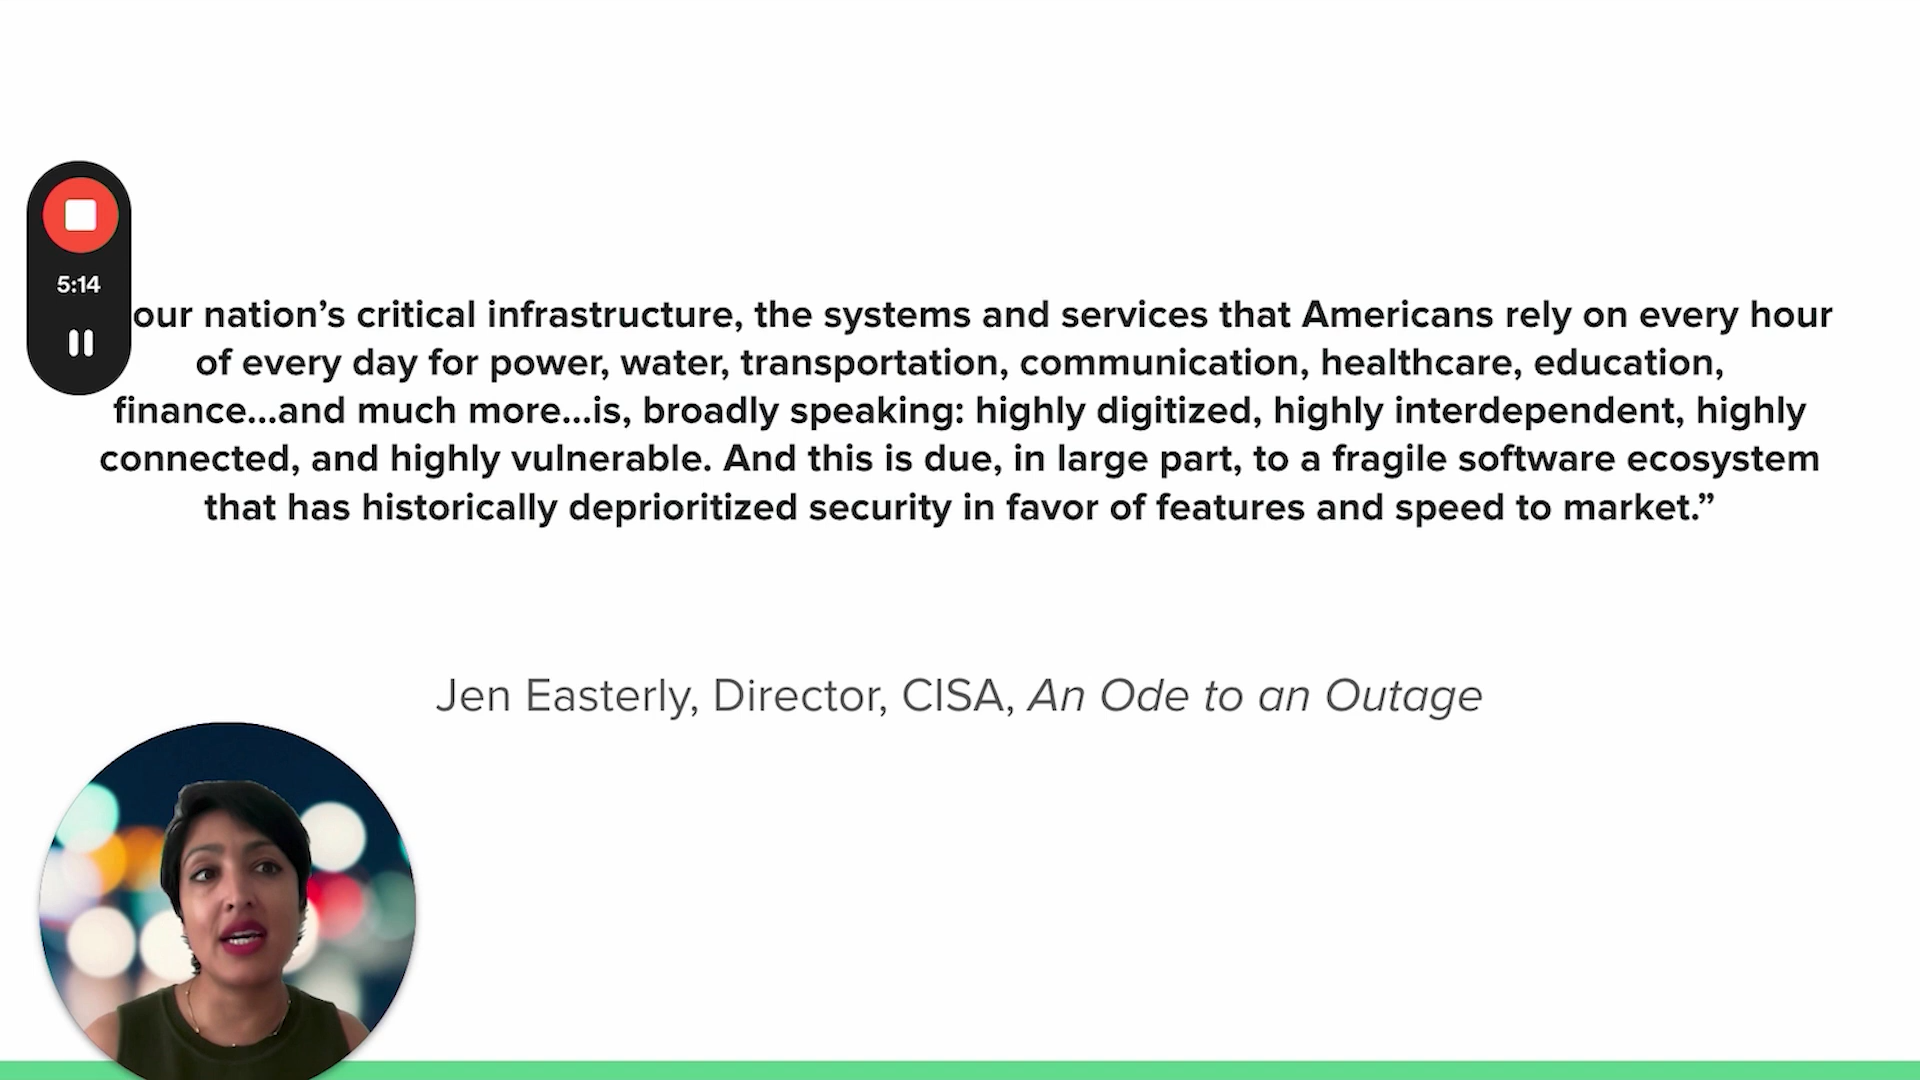 5:14
our nation’s critical infrastructure, the systems and services that Americans rely on every hour
of every day for power, water, transportation, communication, healthcare, education,
finance...and much more...is, broadly speaking: highly digitized, highly interdependent, highly
connected, and highly vulnerable. And this is due, in large part, to a fragile software ecosystem
that has historically deprioritized security in favor of features and speed to market.”
Jen Easterly, Director, CISA, An Ode to an Outage